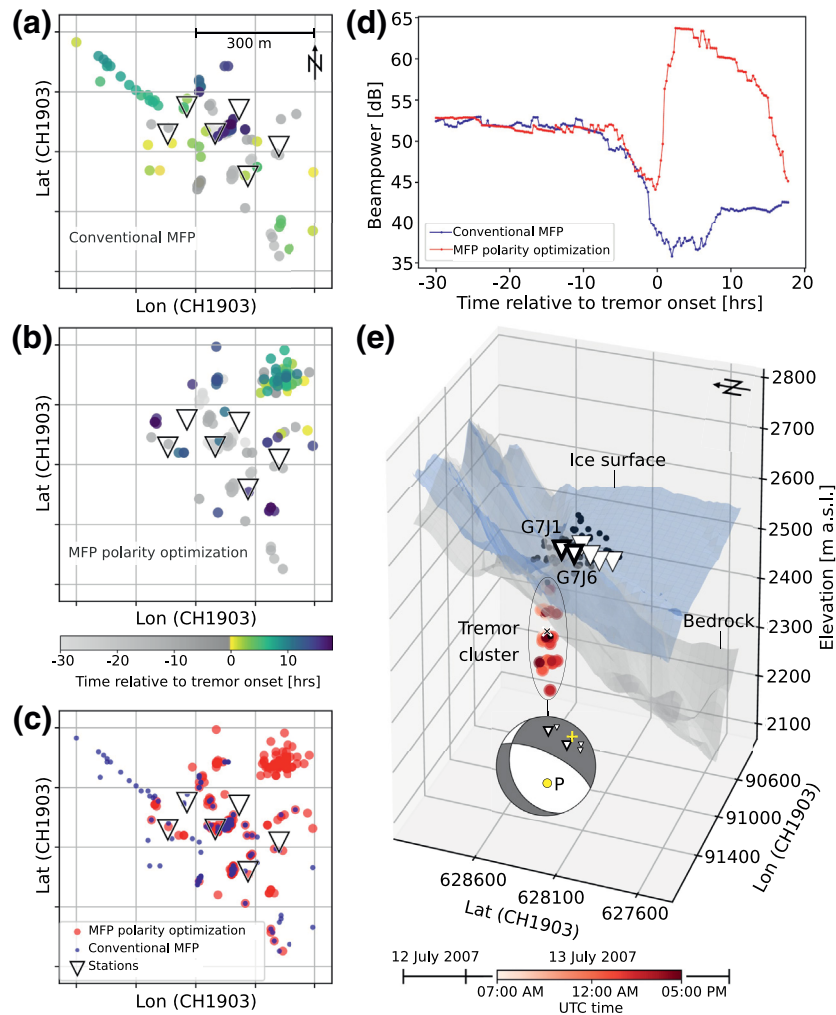 (a)
300 m
N
Lat (CH1903)
Conventional MFP
Lon (CH1903)
(b)
Lat (CH1903)
MFP polarity optimization
-30
-20
-10
0
10
Time relative to tremor onset [hrs]
(c)
Lat (CH1903)
MFP polarity optimization
Conventional MFP
Stations
Lon (CH1903)
(d)
65
60
55
50
45
40
35
Beampower [dB]
Conventional MFP
MFP polarity optimization
-30
-20
-10
0
10
20
Time relative to tremor onset [hrs]
(e)
N
2800
2700
2600
2500
2400
2300
2200
2100
Elevation [m a.s.l.]
Ice surface
G7J1
G7J6
Bedrock
Tremor
cluster
P
90600
91000
91400
Lon (CH1903)
628600
628100
627600
Lat (CH1903)
12 July 2007
13 July 2007
07:00 AM
12:00 AM
05:00 PM
UTC time